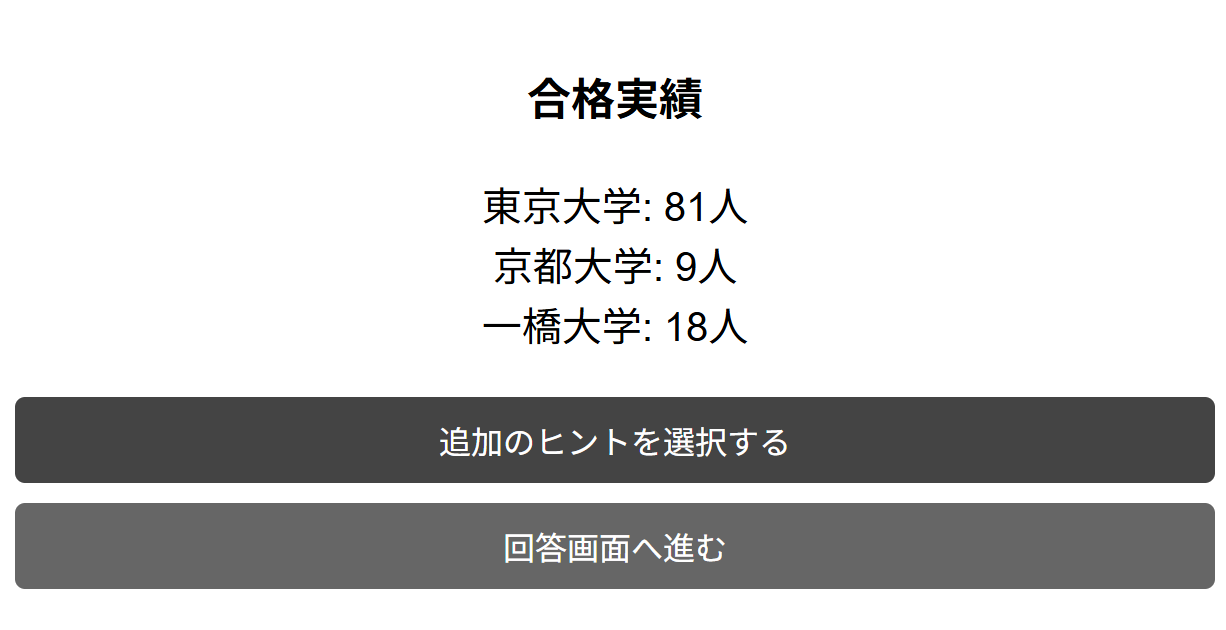 合格実績
東京大学: 81人
京都大学: 9人
一橋大学: 18人
追加のヒントを選択する
回答画面へ進む